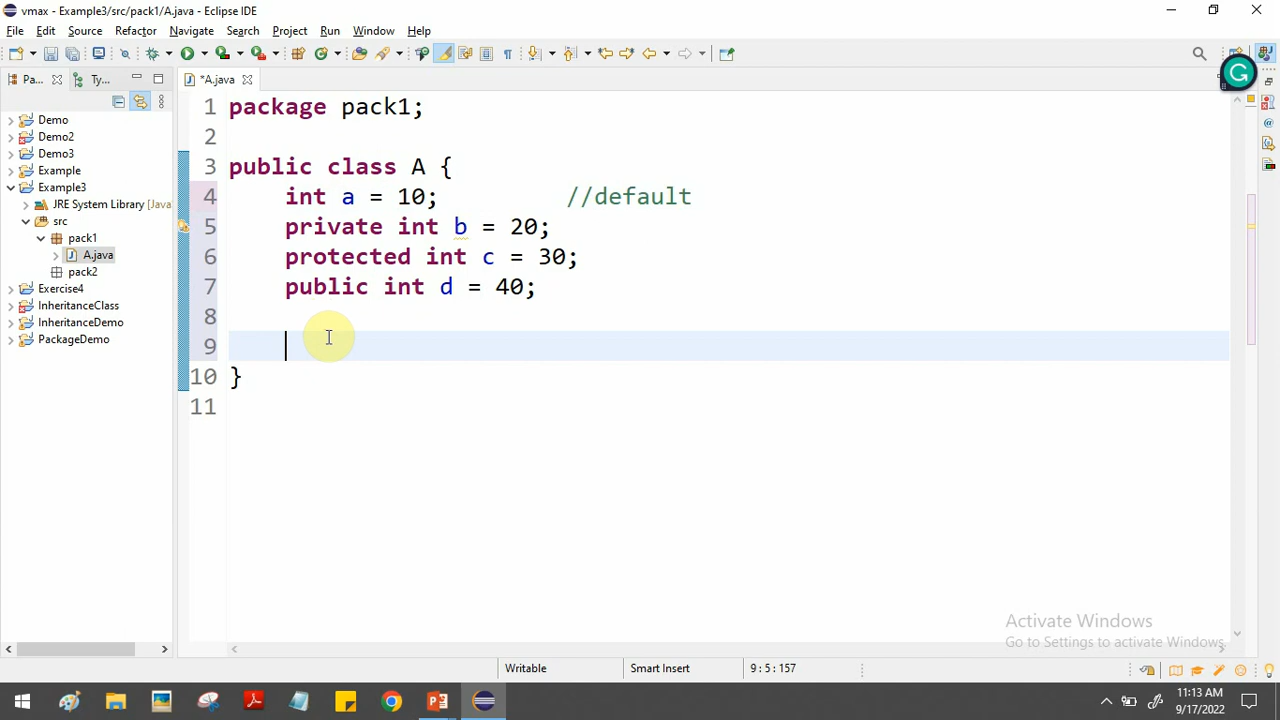 vmax - Example3/src/pack1/A.java - Eclipse IDE
File Edit Source Refactor Navigate Search Project Run Window Help
Pa... Ty... *A.java
1 package pack1;
2
3 public class A {
4 int a = 10; //default
5 private int b = 20;
6 protected int c = 30;
7 public int d = 40;
8
9
10 }
11
Demo
Demo2
Demo3
Example
Example3
JRE System Library [Java
src
pack1
A.java
pack2
Exercise4
InheritanceClass
InheritanceDemo
PackageDemo
Activate Windows
Go to Settings to activate Windows.
Writable Smart Insert 9 : 5 : 157
11:13 AM
9/17/2022